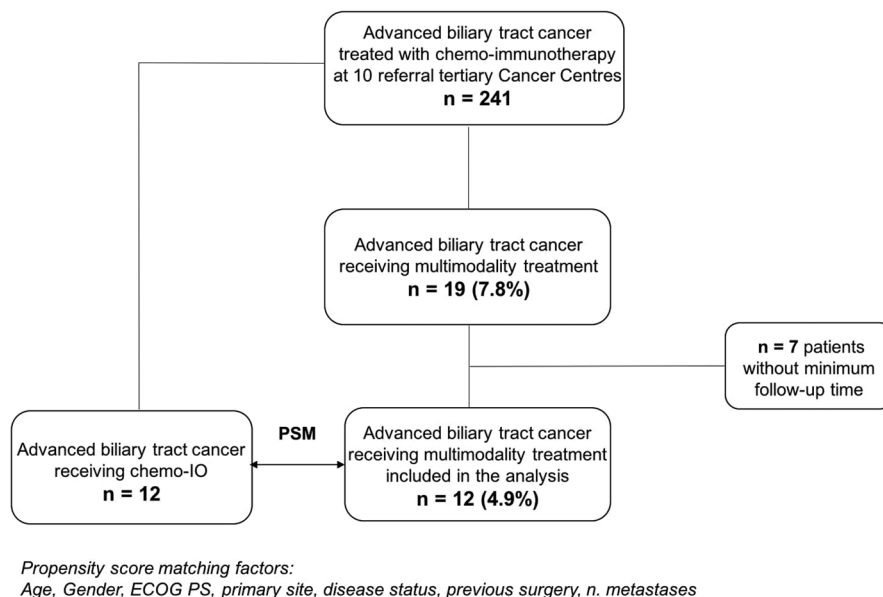 Advanced biliary tract cancer
treated with chemo-immunotherapy
at 10 referral tertiary Cancer Centres
n = 241
Advanced biliary tract cancer
receiving multimodality treatment
n = 19 (7.8%)
n = 7 patients
without minimum
follow-up time
Advanced biliary tract cancer
receiving chemo-IO
n = 12
PSM
Advanced biliary tract cancer
receiving multimodality treatment
included in the analysis
n = 12 (4.9%)
Propensity score matching factors:
Age, Gender, ECOG PS, primary site, disease status, previous surgery, n. metastases